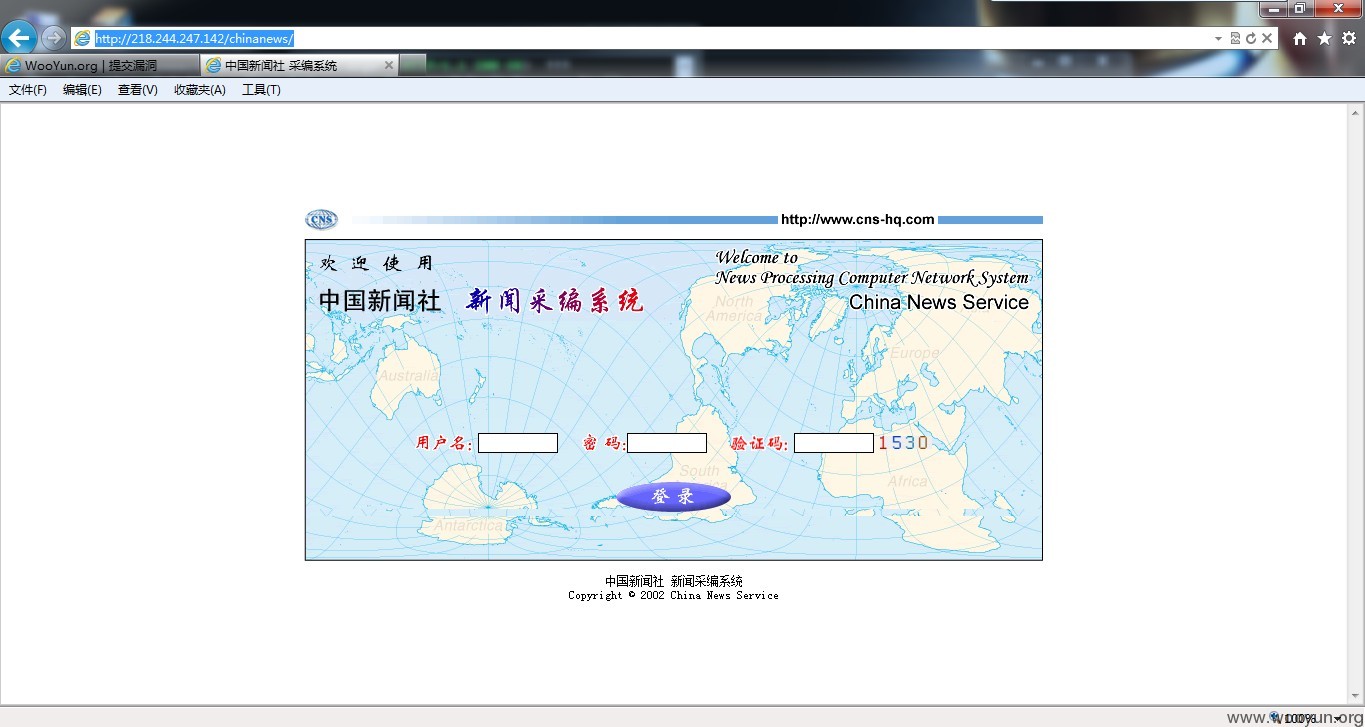 http://218.244.247.142/chinanews/
WooYun.org | 提交漏洞
中国新闻社 采编系统
文件(F) 编辑(E) 查看(V) 收藏夹(A) 工具(T)
CNS
http://www.cns-hq.com
欢迎使用
Welcome to
News Processing Computer Network System
中国新闻社 新闻采编系统
China News Service
North
America
Europe
Australia
用户名: 密码: 验证码: 1530
South
Africa
登录
Antarctica
中国新闻社 新闻采编系统
Copyright © 2002 China News Service
100%
www.wooyun.org